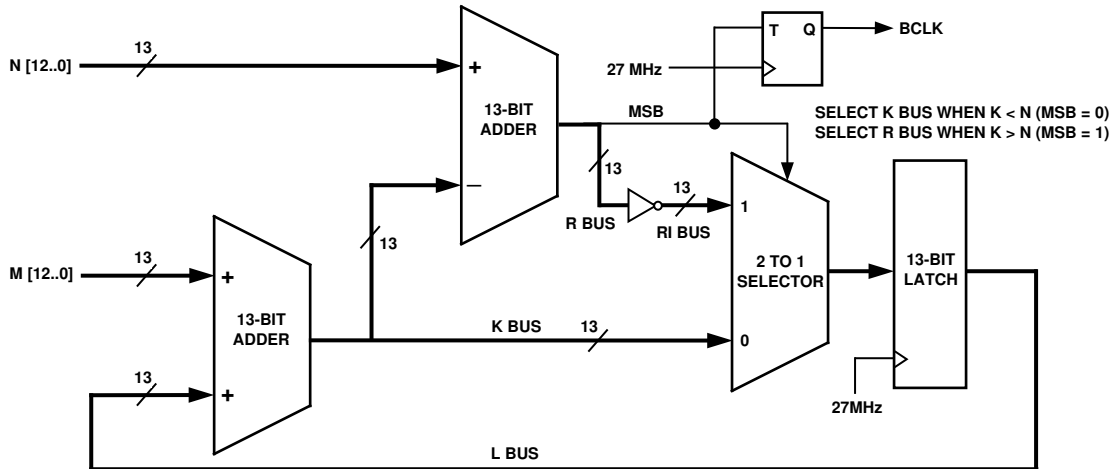 N [12..0]
13
+
13-BIT
ADDER
–
T Q
BCLK
27 MHz
MSB
SELECT K BUS WHEN K < N (MSB = 0)
SELECT R BUS WHEN K > N (MSB = 1)
13
R BUS
13
RI BUS
1
13
M [12..0]
13
+
13-BIT
ADDER
2 TO 1
SELECTOR
13-BIT
LATCH
K BUS
13
0
13
+
27MHz
L BUS